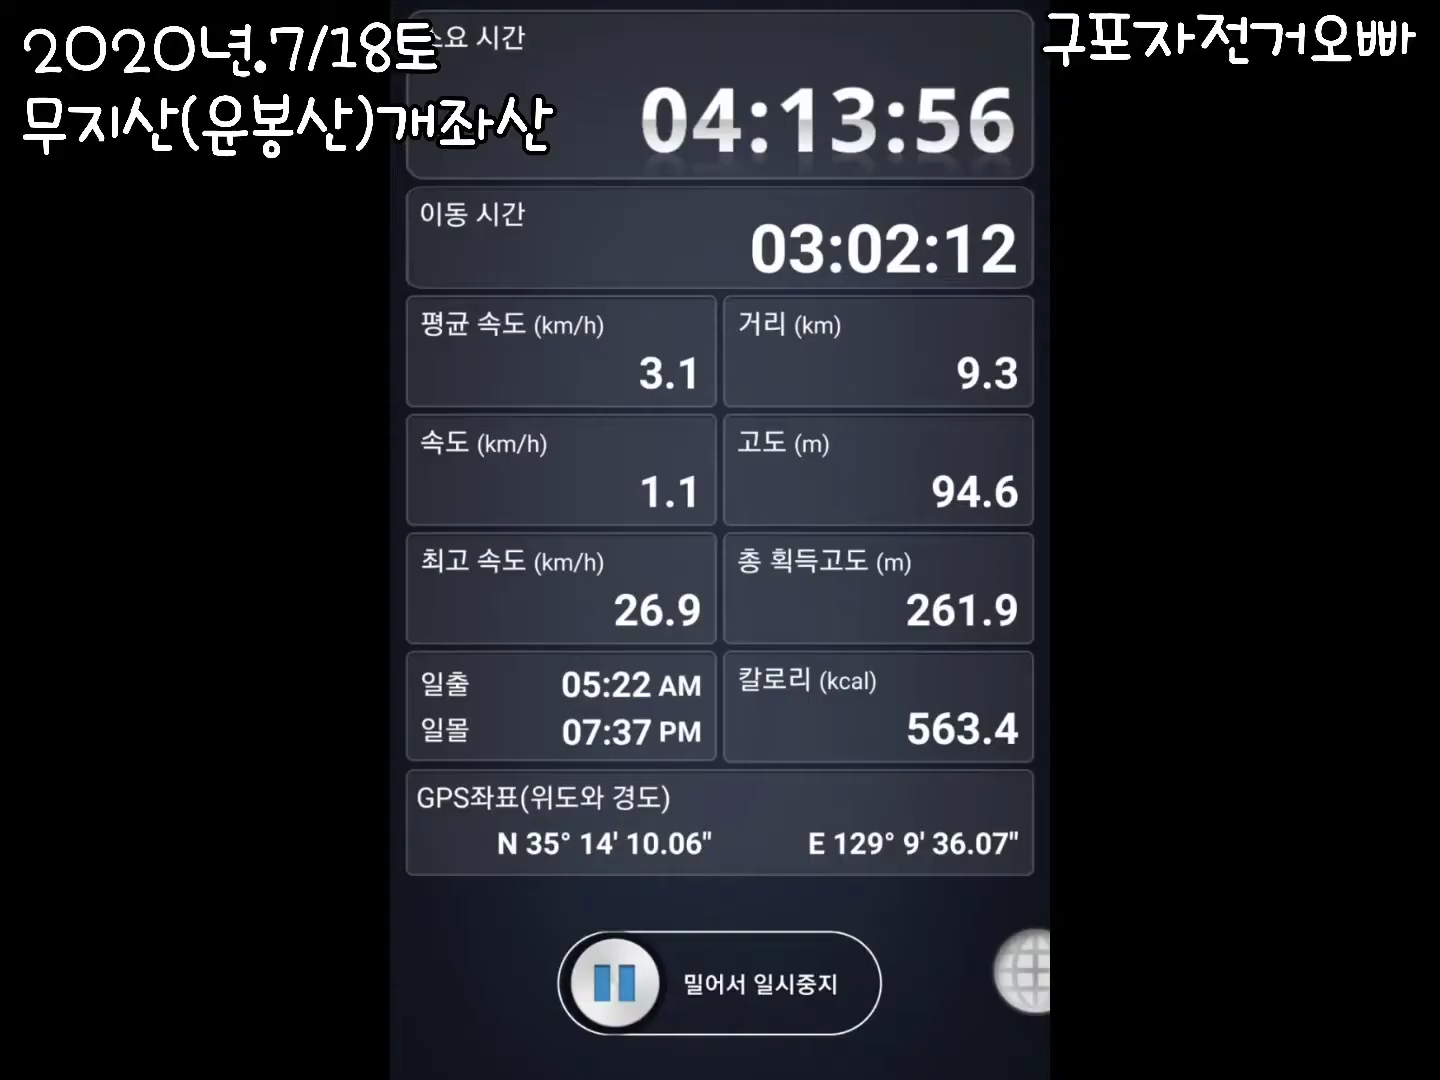 2020년.7/18토
무지산(윤봉산)개좌산
구포자전거오빠
소요 시간
04:13:56
이동 시간
03:02:12
평균 속도 (km/h)
3.1
거리 (km)
9.3
속도 (km/h)
1.1
고도 (m)
94.6
최고 속도 (km/h)
26.9
총 획득고도 (m)
261.9
일출 05:22 AM
일몰 07:37 PM
칼로리 (kcal)
563.4
GPS좌표(위도와 경도)
N 35° 14' 10.06" E 129° 9' 36.07"
밀어서 일시중지